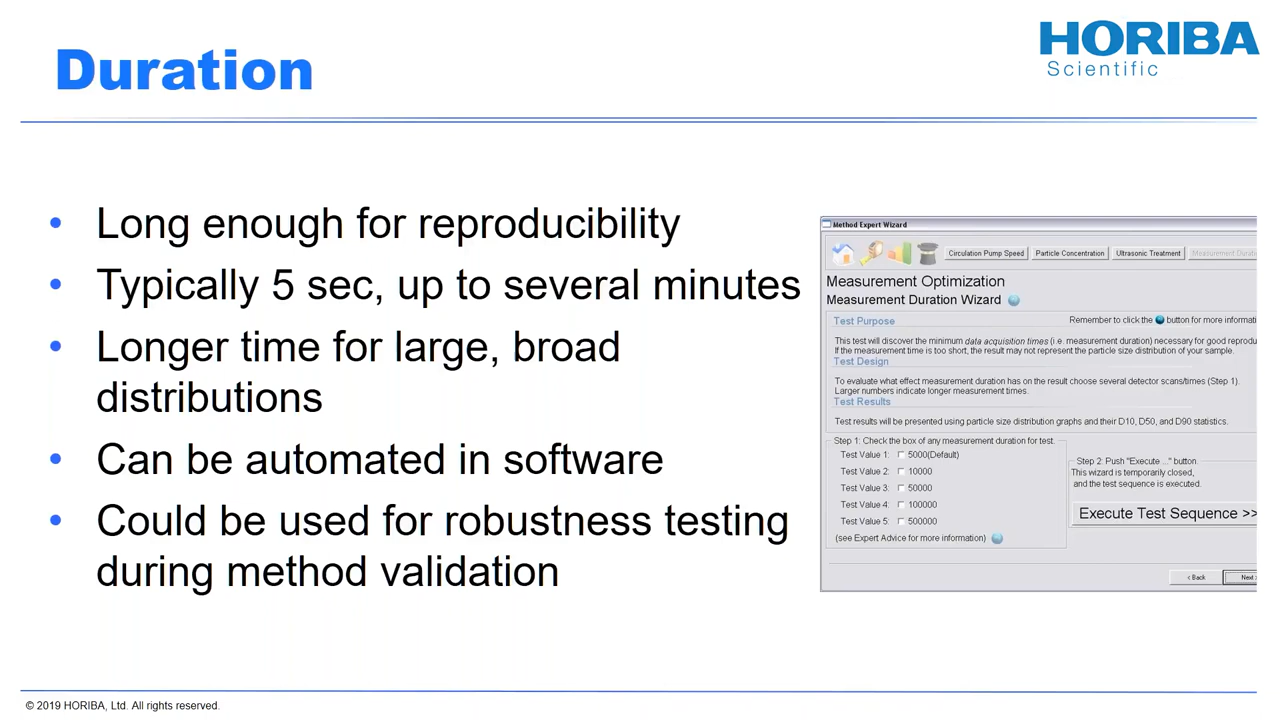 Duration
HORIBA
Scientific
• Long enough for reproducibility
• Typically 5 sec, up to several minutes
• Longer time for large, broad
distributions
• Can be automated in software
• Could be used for robustness testing
during method validation
Method Expert Wizard
Circulation Pump Speed
Particle Concentration
Ultrasonic Treatment
Measurement Duratio
Measurement Optimization
Measurement Duration Wizard
Test Purpose
Remember to click the button for more informati
This test will discover the minimum data acquisition times (i.e. measurement duration) necessary for good reprodu
If the measurement time is too short, the result may not represent the particle size distribution of your sample.
Test Design
To evaluate what effect measurement duration has on the result choose several detector scans/times (Step 1).
Larger numbers indicate longer measurement times.
Test Results
Test results will be presented using particle size distribution graphs and their D10, D50, and D90 statistics.
Step 1: Check the box of any measurement duration for test.
Test Value 1: 5000(Default)
Test Value 2: 10000
Test Value 3: 50000
Test Value 4: 100000
Test Value 5: 500000
(see Expert Advice for more information)
Step 2: Push "Execute ..." button.
This wizard is temporarily closed,
and the test sequence is executed.
Execute Test Sequence >>
< Back
Next >
© 2019 HORIBA, Ltd. All rights reserved.